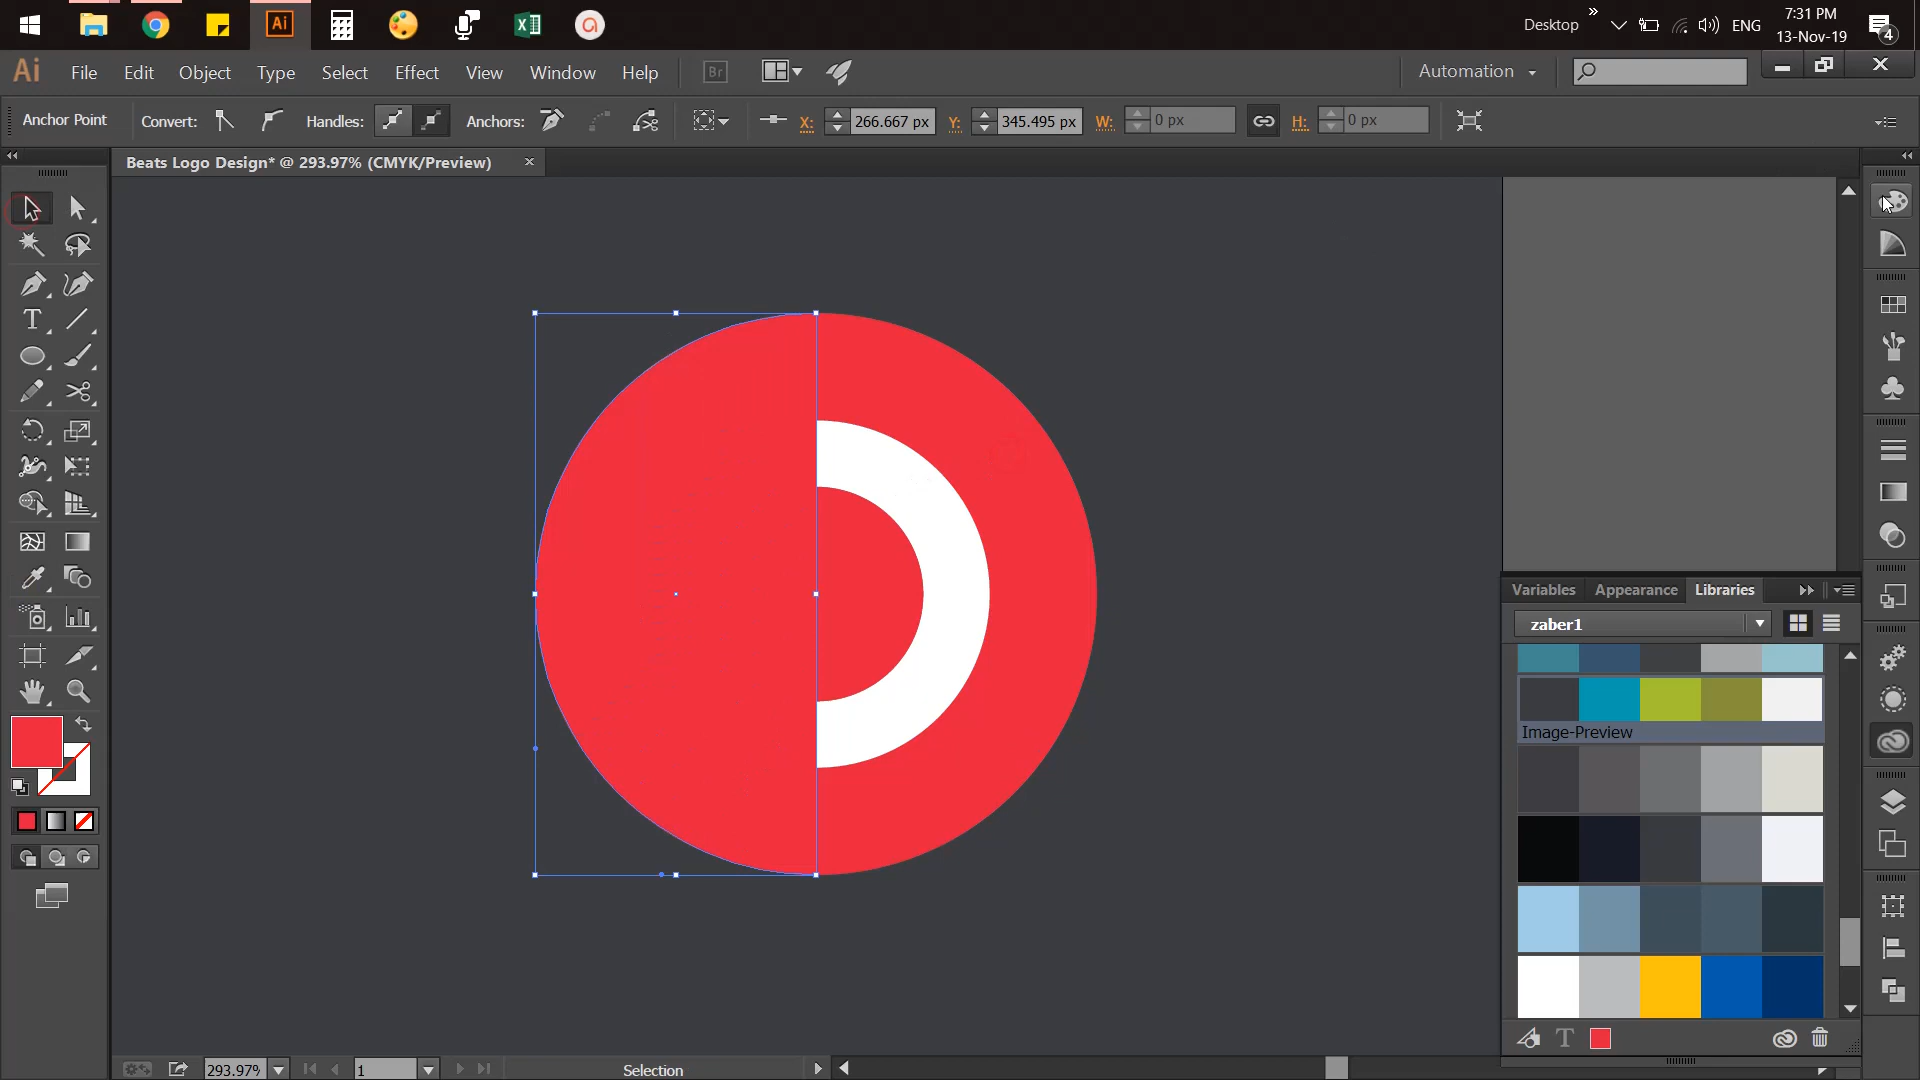 Desktop
ENG
7:31 PM
13-Nov-19
4
Ai
Ai
File Edit Object Type Select Effect View Window Help
Br
Automation
Anchor Point
Convert:
Handles:
Anchors:
X: 266.667 px
Y: 345.495 px
W: 0 px
H: 0 px
Beats Logo Design* @ 293.97% (CMYK/Preview)
T
Variables Appearance Libraries
zaber1
Image-Preview
T
293.97%
1
Selection